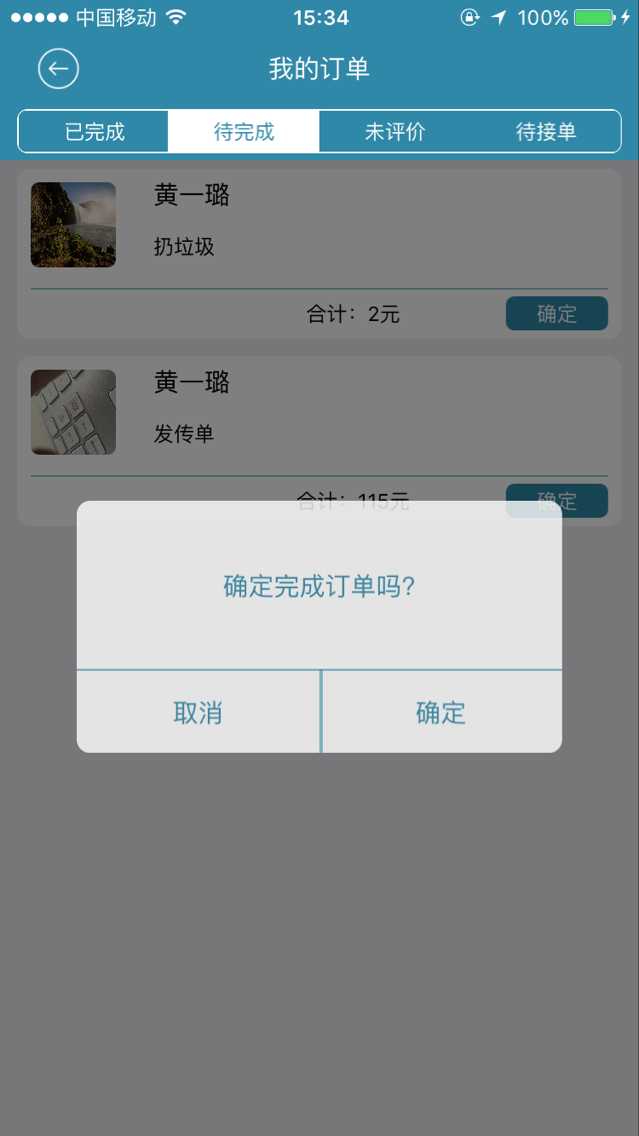 中国移动 15:34 100%
我的订单
已完成 待完成 未评价 待接单
黄一璐
扔垃圾
合计：2元 确定
黄一璐
发传单
合计：115元 确定
确定完成订单吗?
取消 确定